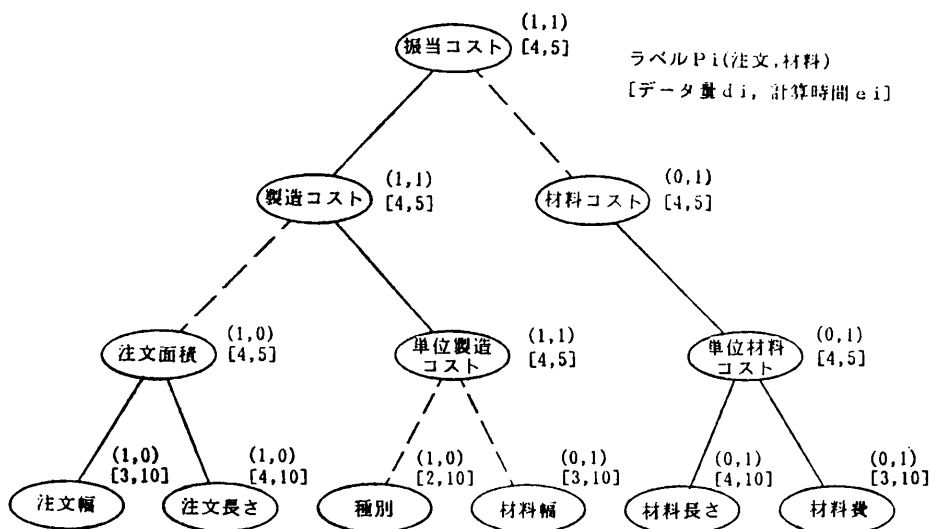 (1,1)
振当コスト [4,5]
ラベルPi(注文,材料)
[データ量di, 計算時間ei]
製造コスト (1,1)
[4,5]
材料コスト (0,1)
[4,5]
注文面積 (1,0)
[4,5]
単位製造
コスト (1,1)
[4,5]
単位材料
コスト (0,1)
[4,5]
(1,0)
[3,10]
(1,0)
[4,10]
(1,0)
[2,10]
(0,1)
[3,10]
(0,1)
[4,10]
(0,1)
[3,10]
注文幅
注文長さ
種別
材料幅
材料長さ
材料費